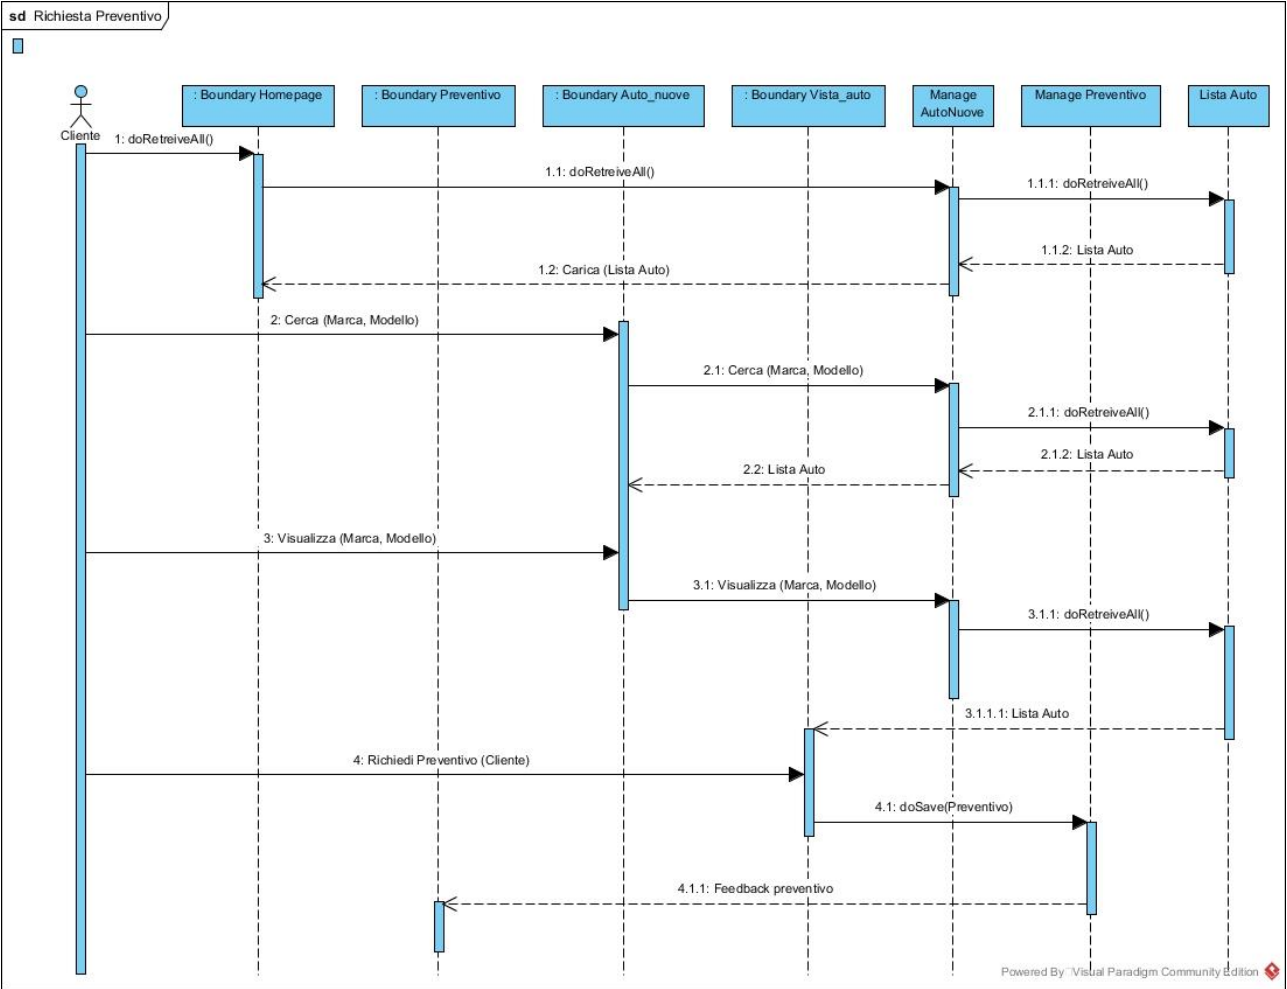 sd Richiesta Preventivo
Cliente
: Boundary Homepage
: Boundary Preventivo
: Boundary Auto_nuove
: Boundary Vista_auto
Manage
AutoNuove
Manage Preventivo
Lista Auto
1: doRetreiveAll()
1.1: doRetreiveAll()
1.1.1: doRetreiveAll()
1.1.2: Lista Auto
1.2: Carica (Lista Auto)
2: Cerca (Marca, Modello)
2.1: Cerca (Marca, Modello)
2.1.1: doRetreiveAll()
2.1.2: Lista Auto
2.2: Lista Auto
3: Visualizza (Marca, Modello)
3.1: Visualizza (Marca, Modello)
3.1.1: doRetreiveAll()
3.1.1.1: Lista Auto
4: Richiedi Preventivo (Cliente)
4.1: doSave(Preventivo)
4.1.1: Feedback preventivo
Powered By Visual Paradigm Community Edition